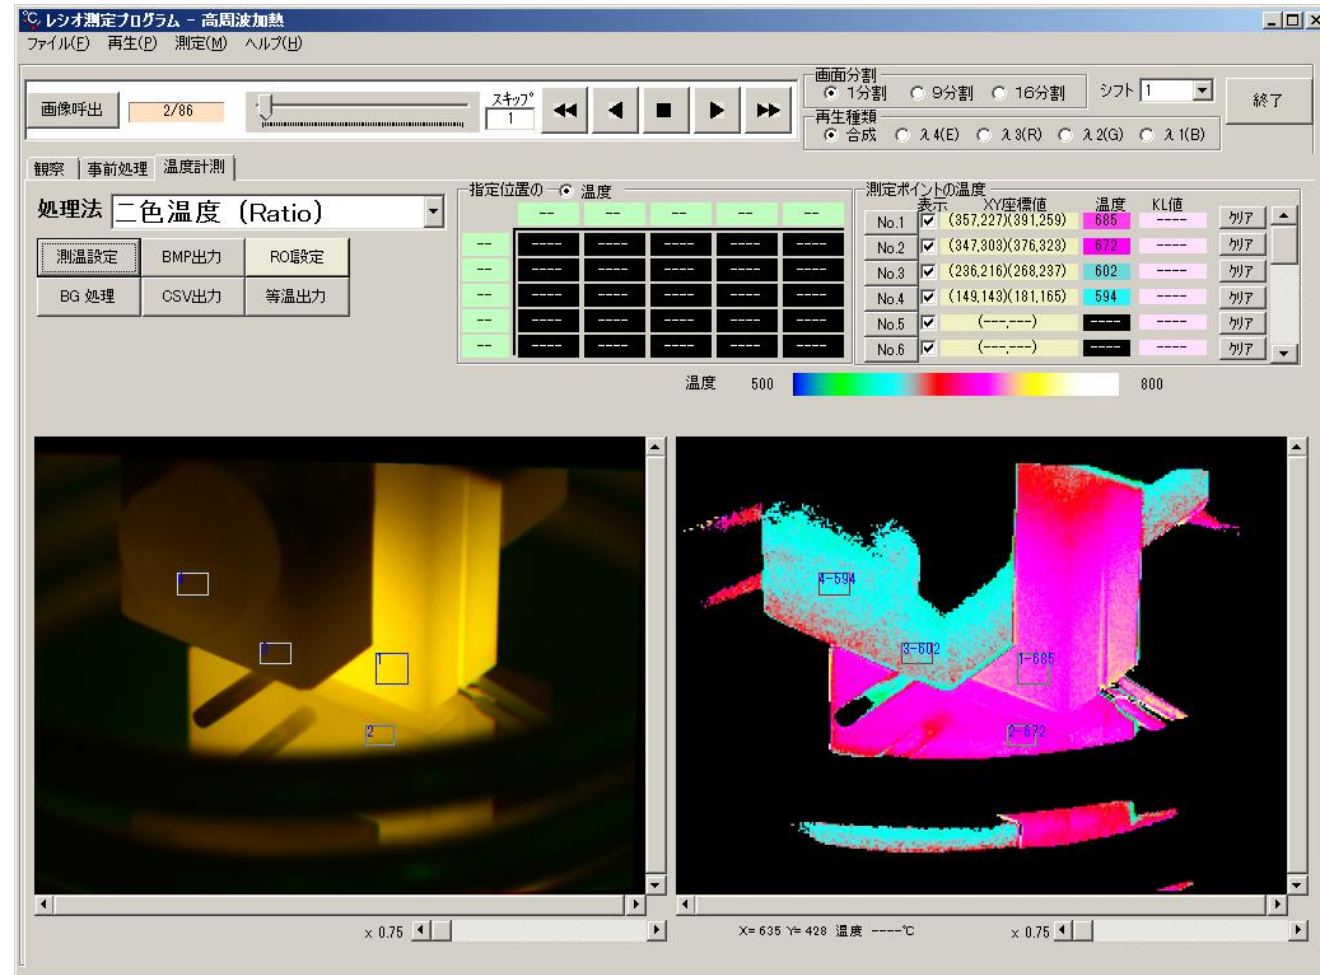 レシオ測定プログラム - 高周波加熱
ファイル(F) 再生(P) 測定(M) ヘルプ(H)
画像呼出 2/86 スキップ 1
画面分割
1分割 9分割 16分割 シフト 1 終了
再生種類
合成 λ4(E) λ3(R) λ2(G) λ1(B)
観察 事前処理 温度計測
処理法 二色温度 (Ratio)
測温設定 BMP出力 ROI設定
BG 処理 CSV出力 等温出力
指定位置の 温度
-- -- -- -- --
-- ---- ---- ---- ---- ----
-- ---- ---- ---- ---- ----
-- ---- ---- ---- ---- ----
-- ---- ---- ---- ---- ----
-- ---- ---- ---- ---- ----
測定ポイントの温度
表示 XY座標値 温度 KL値
No.1 (357,227)(391,259) 685 ---- クリア
No.2 (347,303)(376,323) 672 ---- クリア
No.3 (236,216)(268,237) 602 ---- クリア
No.4 (149,143)(181,165) 594 ---- クリア
No.5 (---,---) ---- ---- クリア
No.6 (---,---) ---- ---- クリア
温度 500 800
1
2
4-594
3-602
1-685
2-672
x 0.75
X= 635 Y= 428 温度 ----℃ x 0.75